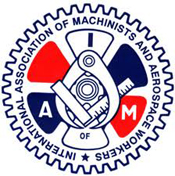 INTERNATIONAL ASSOCIATION OF MACHINISTS AND AEROSPACE WORKERS
I
A M
OF